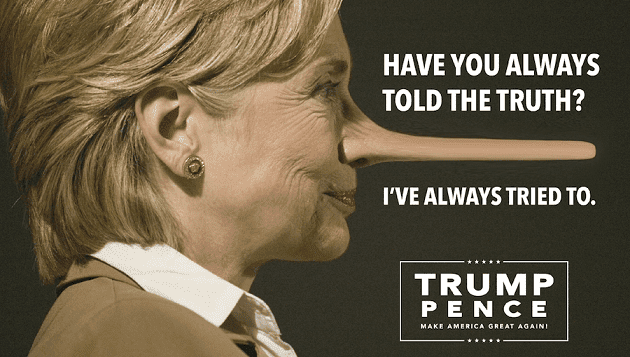 HAVE YOU ALWAYS
TOLD THE TRUTH?
I'VE ALWAYS TRIED TO.
TRUMP
PENCE
MAKE AMERICA GREAT AGAIN!